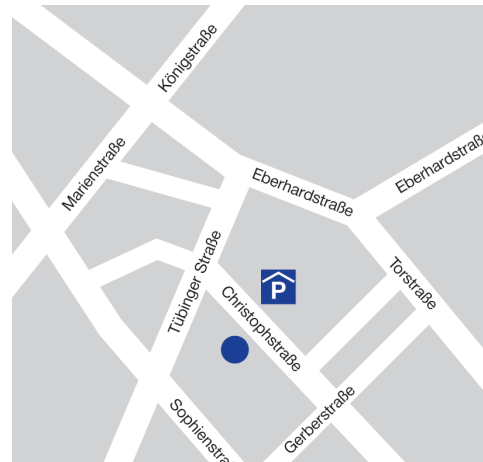 Königstraße
Marienstraße
Eberhardstraße
Eberhardstraße
Tübinger Straße
P
Torstraße
Christophstraße
Gerberstraße
Sophienstra